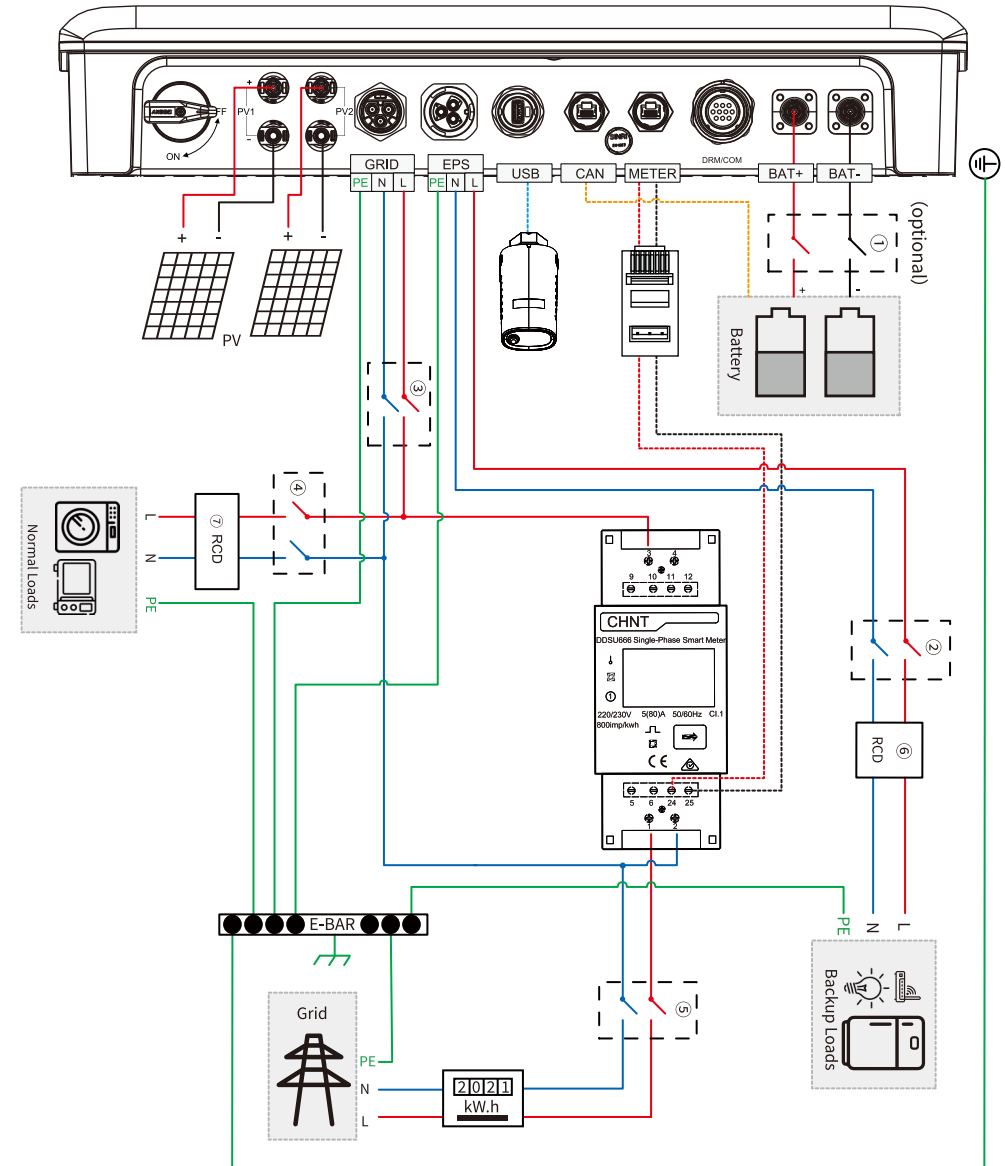 +
PV1
-
OFF
ON
PV2
DRM/COM
GRID
EPS
PE N L
PE N L
USB
CAN
METER
BAT+
BAT-
+ -
+ -
PV
①
(optional)
+ -
Battery
③
④
⑦ RCD
L
N
PE
Normal Loads
3 4
9 10 11 12
CHNT
DDSU666 Single-Phase Smart Meter
220/230V 5(80)A 50/60Hz Cl.1
800imp/kwh
CE
5 6 24 25
1 2
②
⑥
RCD
PE
N
L
Backup Loads
E-BAR
⑤
Grid
PE
N
L
2021
kW.h